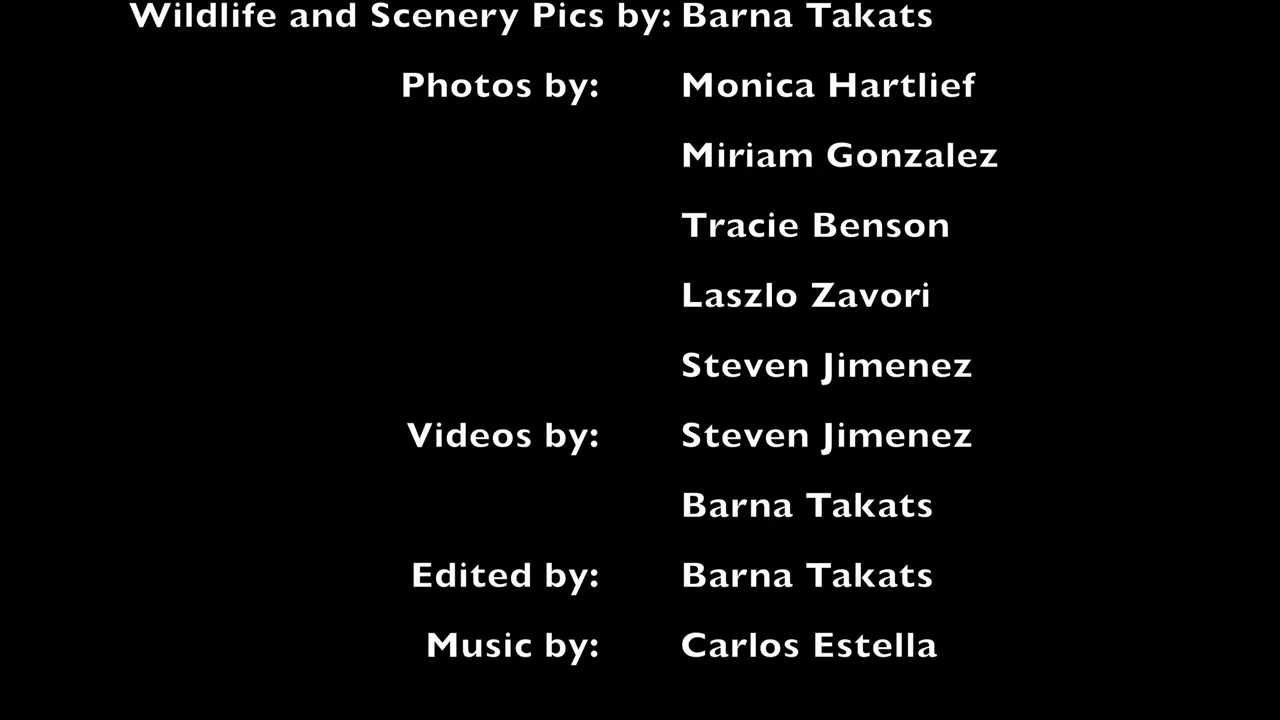 Wildlife and Scenery Pics by: Barna Takats
Photos by: Monica Hartlief
Miriam Gonzalez
Tracie Benson
Laszlo Zavori
Steven Jimenez
Videos by: Steven Jimenez
Barna Takats
Edited by: Barna Takats
Music by: Carlos Estella